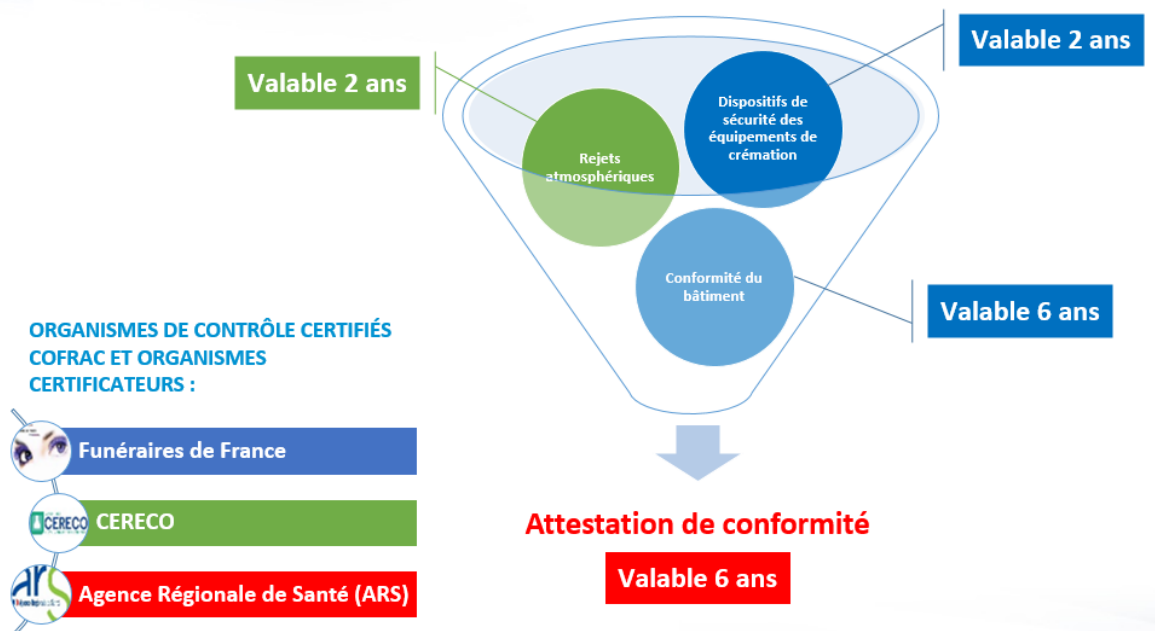 Valable 2 ans
Valable 2 ans
Dispositifs de
sécurité des
équipements de
crémation
Rejets
atmosphériques
Conformité du
bâtiment
Valable 6 ans
ORGANISMES DE CONTRÔLE CERTIFIÉS
COFRAC ET ORGANISMES
CERTIFICATEURS :
Funéraires de France
CERECO
CERECO
ars
Agence Régionale de Santé (ARS)
Attestation de conformité
Valable 6 ans